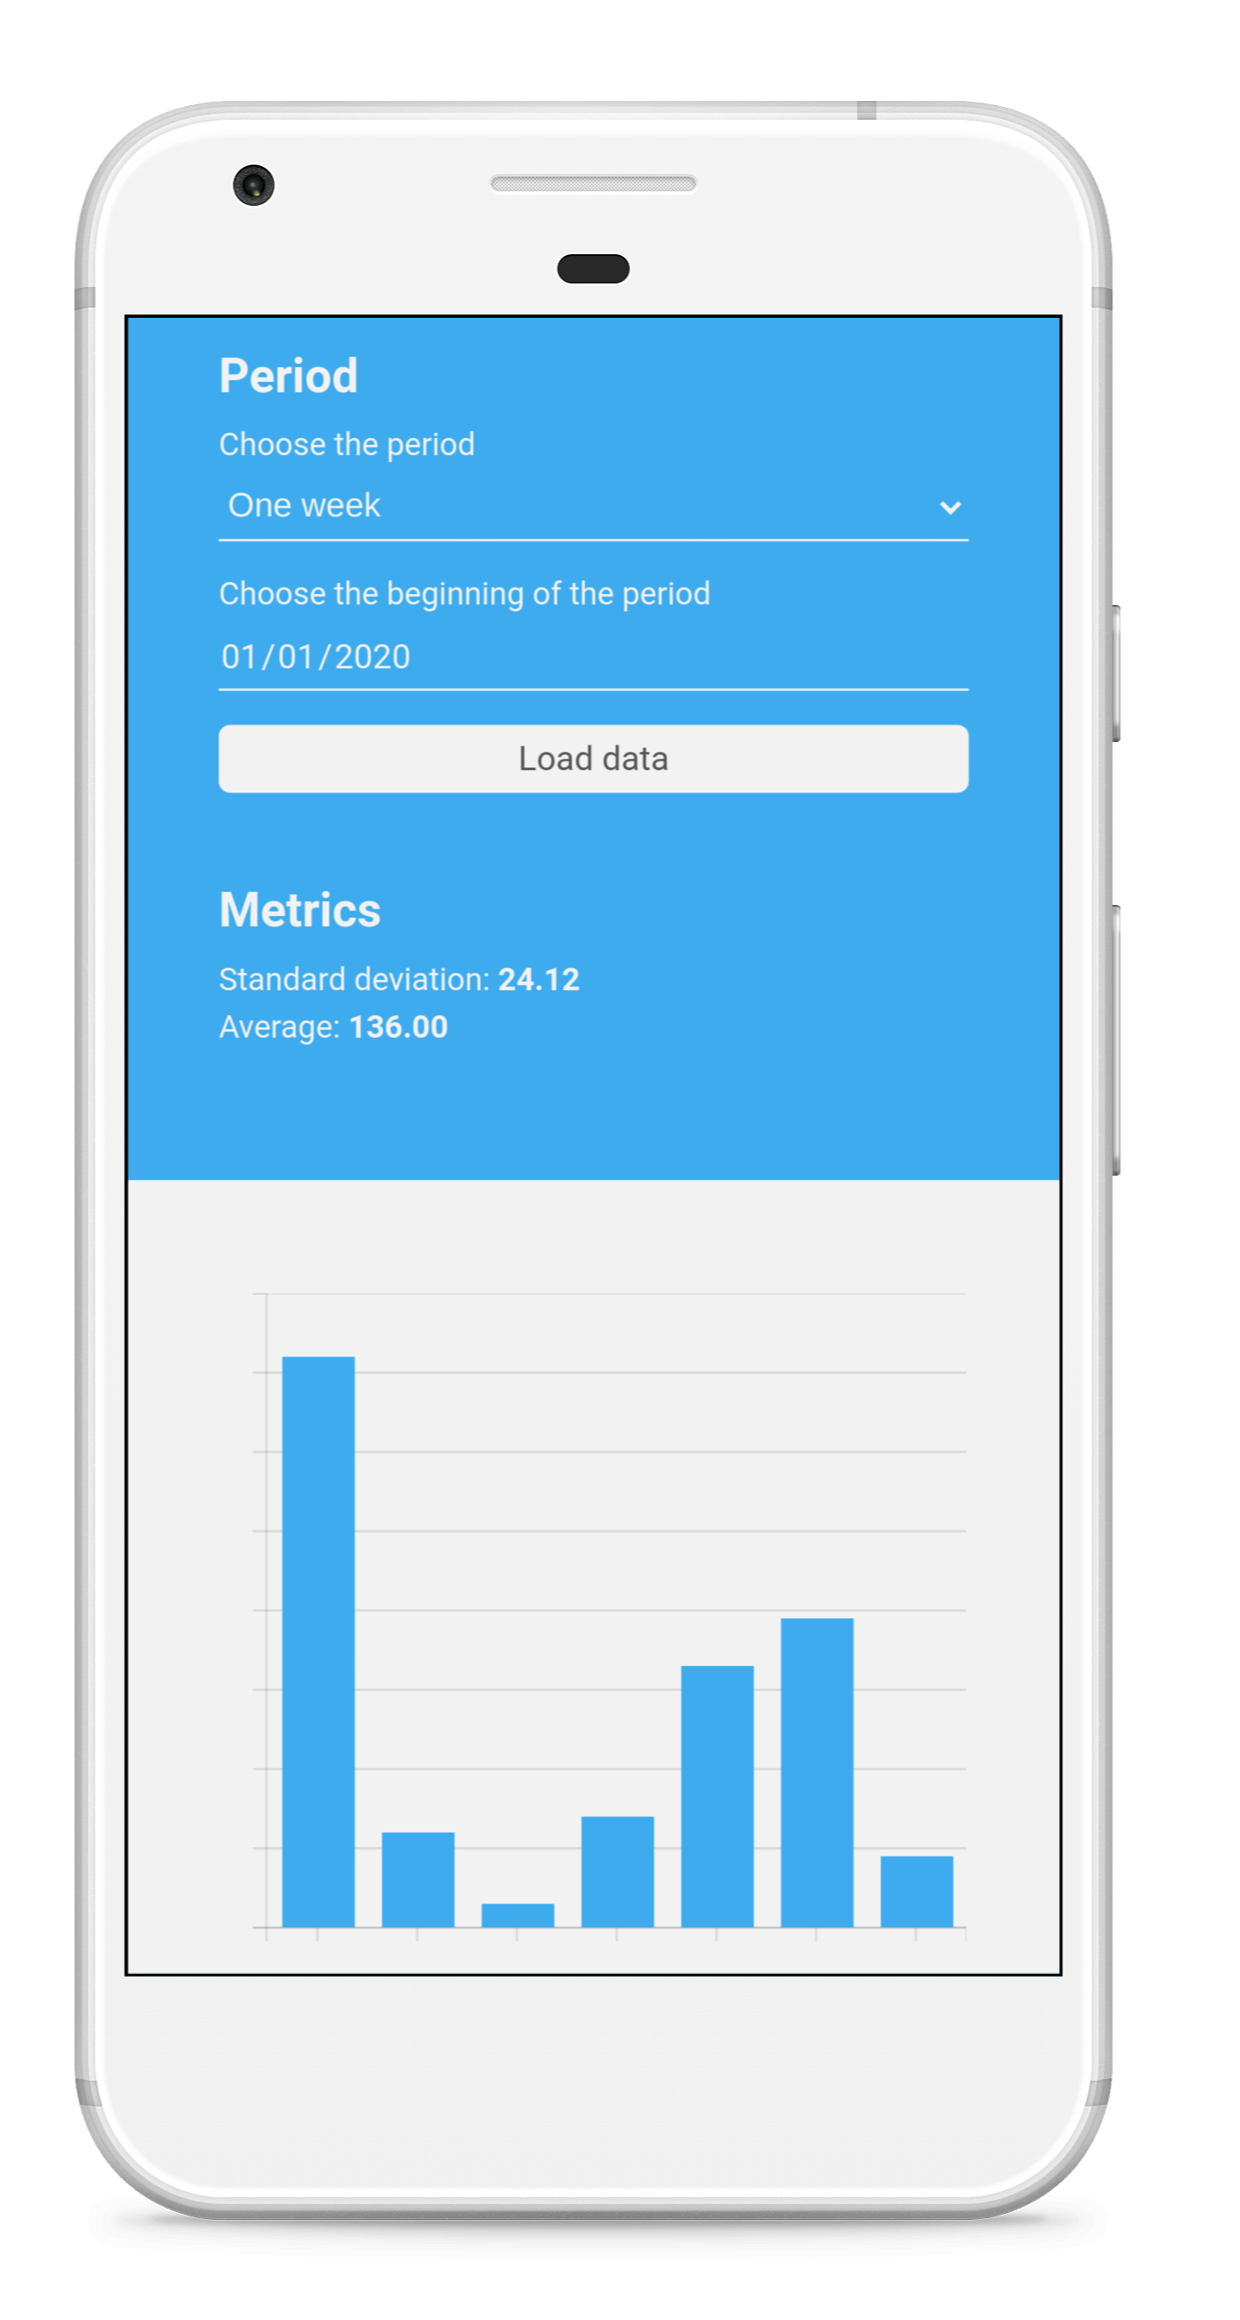 Period
Choose the period
One week
Choose the beginning of the period
01/01/2020
Load data
Metrics
Standard deviation: 24.12
Average: 136.00